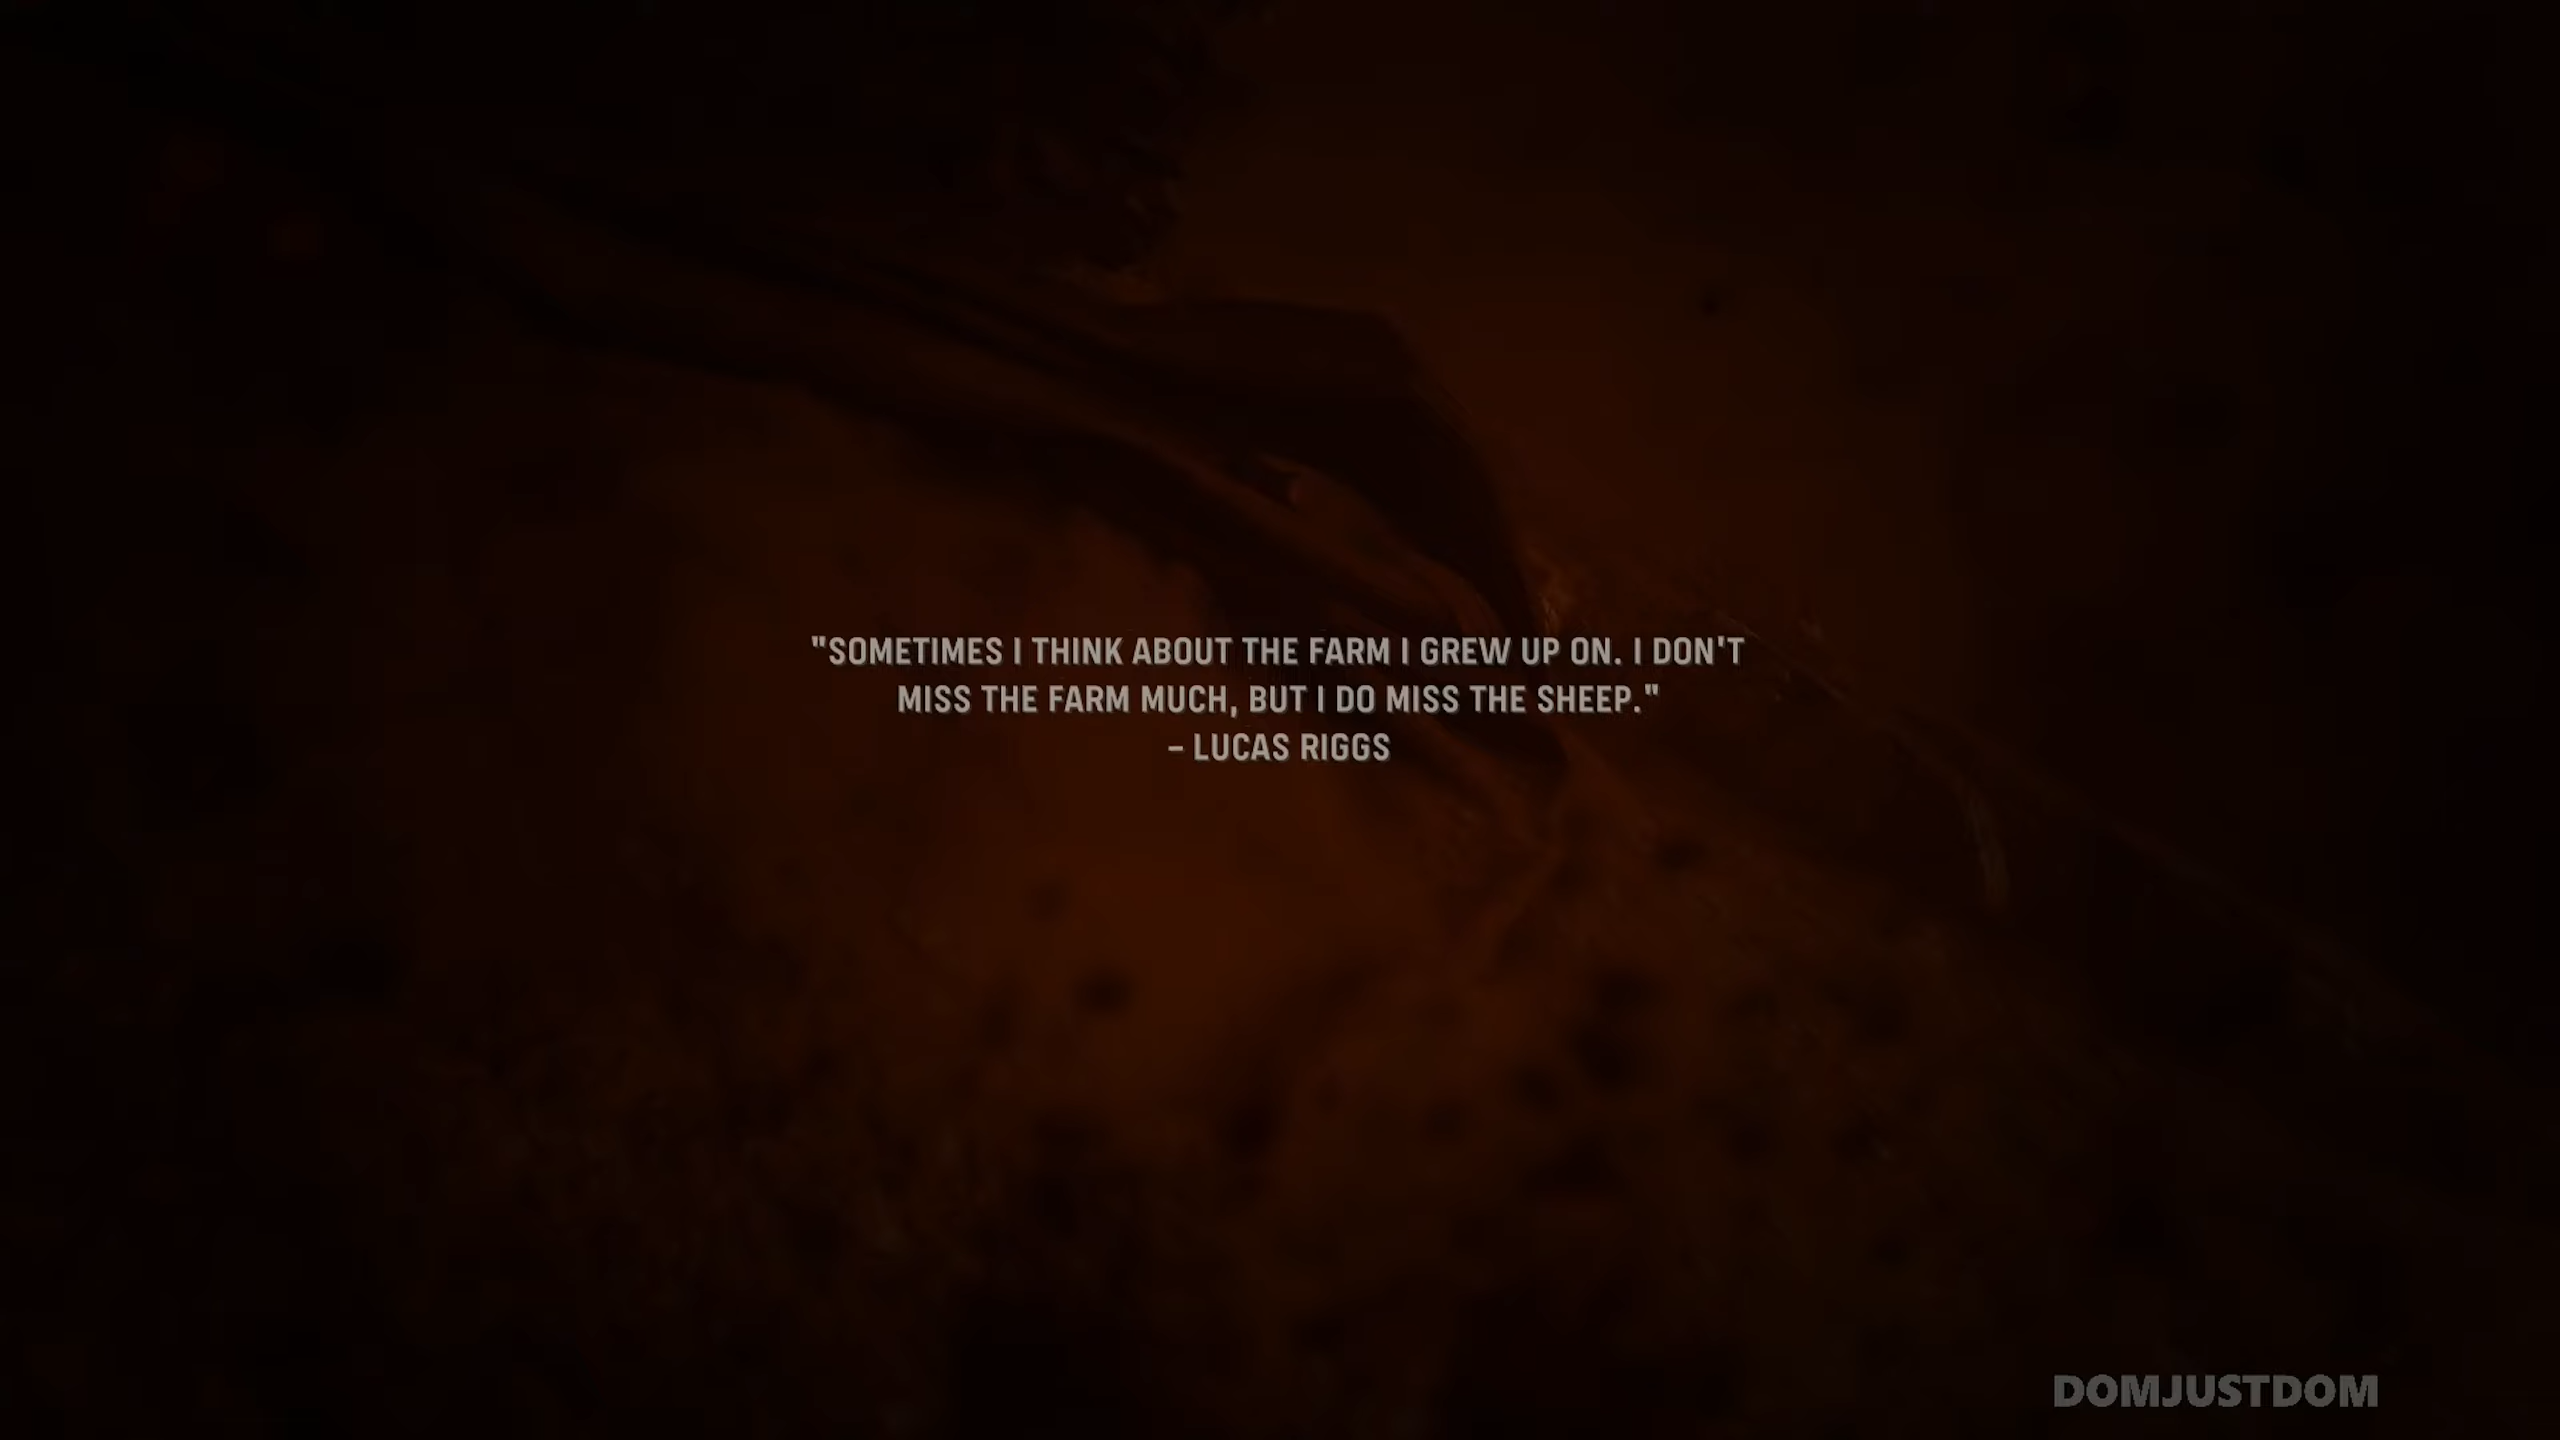 "SOMETIMES I THINK ABOUT THE FARM I GREW UP ON. I DON'T
MISS THE FARM MUCH, BUT I DO MISS THE SHEEP."
– LUCAS RIGGS
DOMJUSTDOM